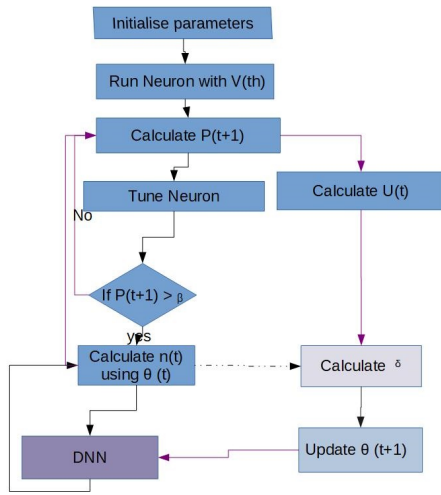 Initialise parameters
Run Neuron with V(th)
Calculate P(t+1)
Tune Neuron
Calculate U(t)
No
If P(t+1) > β
yes
Calculate n(t)
using θ (t)
Calculate δ
DNN
Update θ (t+1)